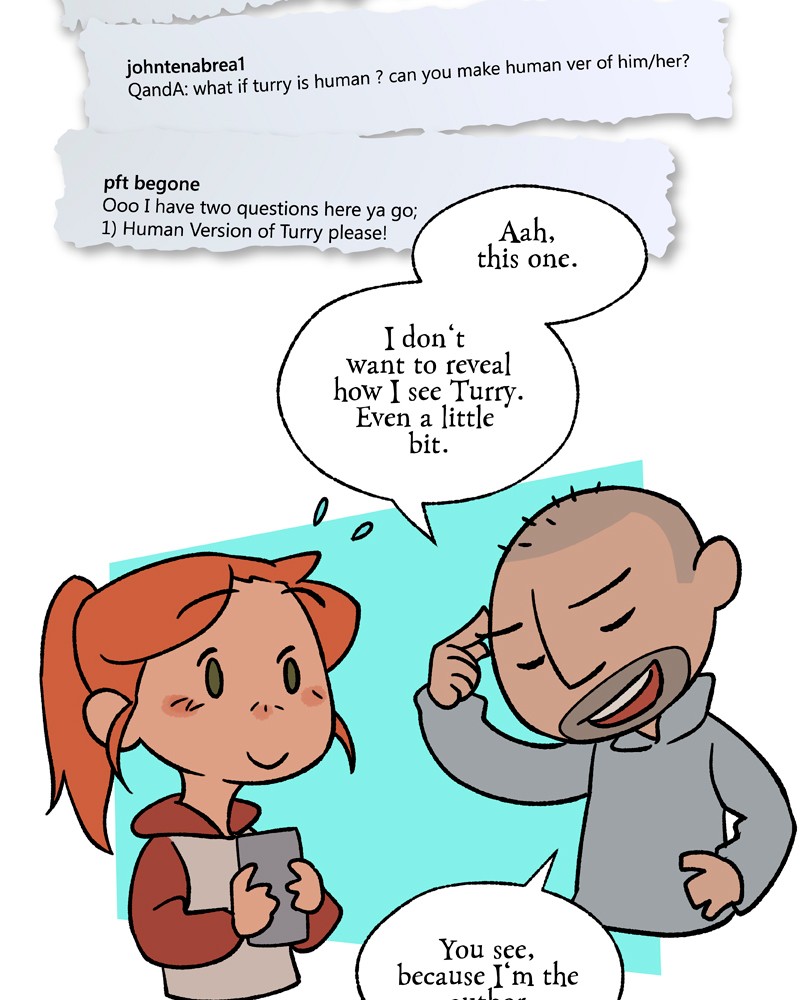 johntenabrea1
QandA: what if turry is human ? can you make human ver of him/her?
pft begone
Ooo I have two questions here ya go;
1) Human Version of Turry please!
Aah,
this one.
I don't
want to reveal
how I see Turry.
Even a little
bit.
You see,
because I'm the